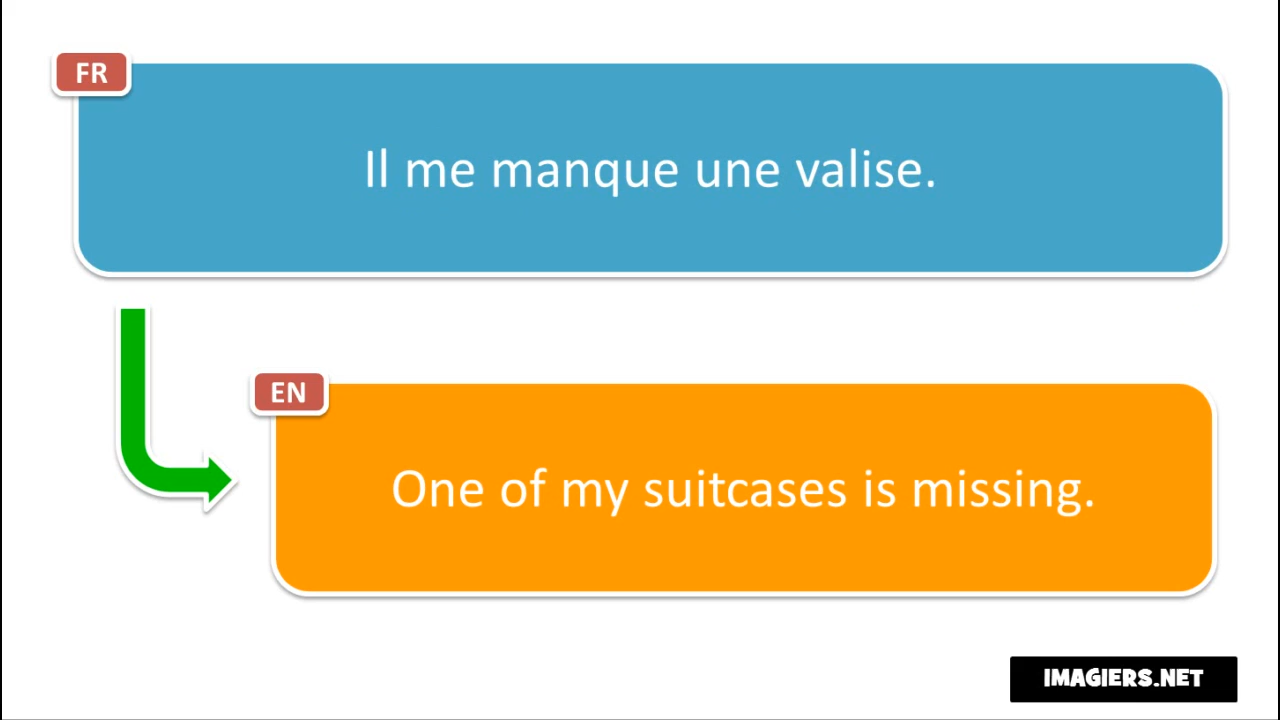 FR
Il me manque une valise.
EN
One of my suitcases is missing.
IMAGIERS.NET